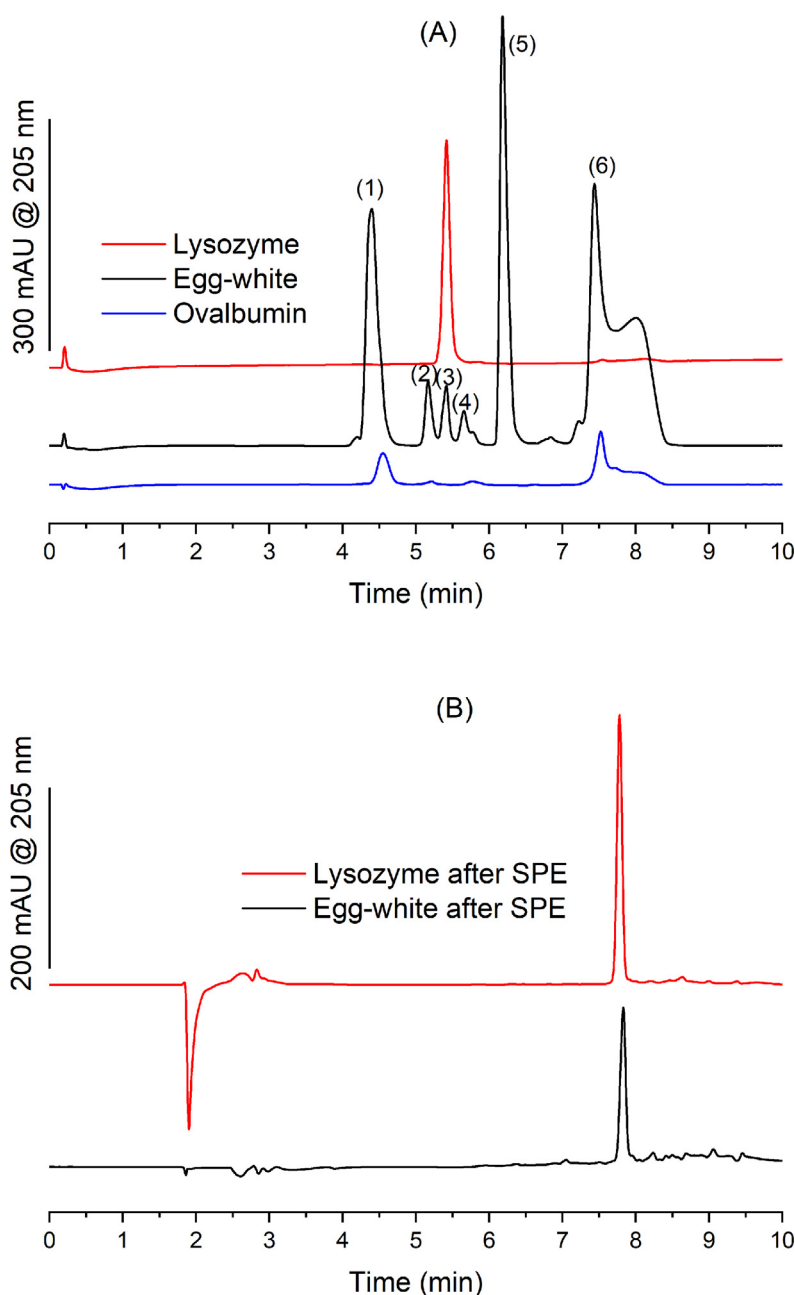 (A)
(5)
(1)
(6)
Lysozyme
Egg-white
Ovalbumin
(2)
(3)
(4)
300 mAU @ 205 nm
0 1 2 3 4 5 6 7 8 9 10
Time (min)
(B)
Lysozyme after SPE
Egg-white after SPE
200 mAU @ 205 nm
0 1 2 3 4 5 6 7 8 9 10
Time (min)